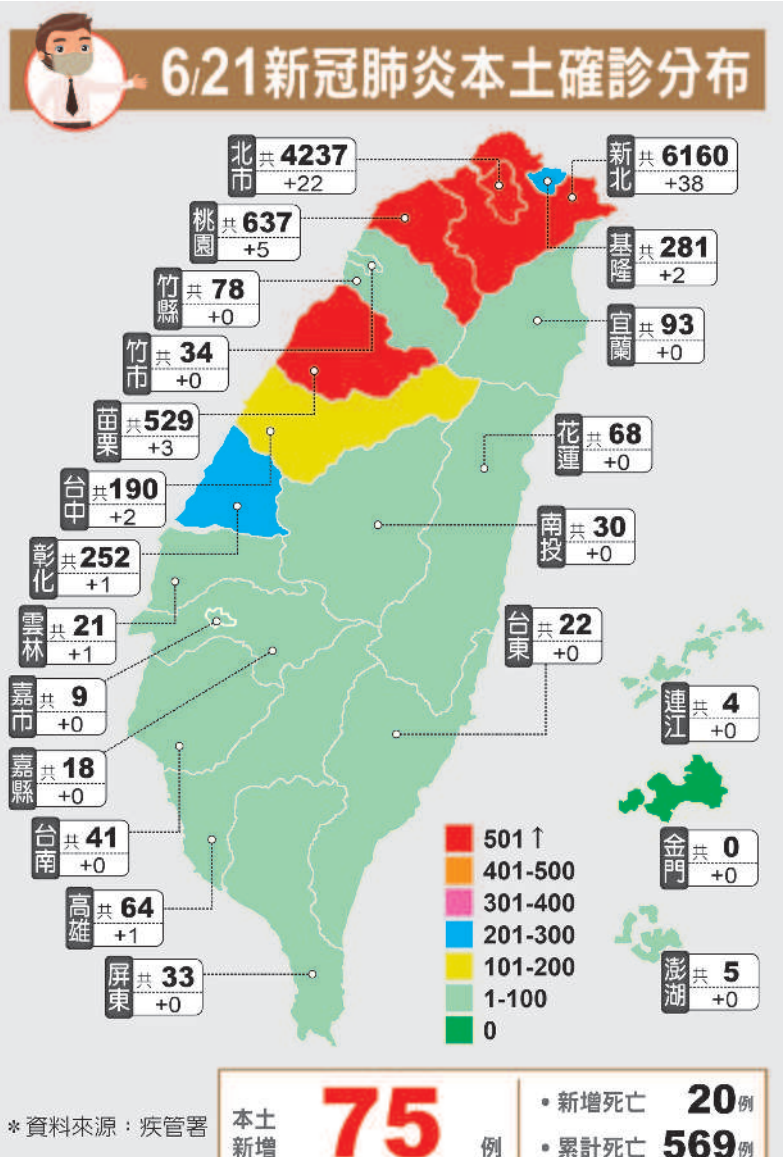 6/21新冠肺炎本土確診分布
北市 共 4237
+22
新北 共 6160
+38
桃園 共 637
+5
基隆 共 281
+2
竹縣 共 78
+0
宜蘭 共 93
+0
竹市 共 34
+0
苗栗 共 529
+3
花蓮 共 68
+0
台中 共 190
+2
南投 共 30
+0
彰化 共 252
+1
雲林 共 21
+1
台東 共 22
+0
嘉市 共 9
+0
連江 共 4
+0
嘉縣 共 18
+0
台南 共 41
+0
金門 共 0
+0
高雄 共 64
+1
屏東 共 33
+0
澎湖 共 5
+0
501↑
401-500
301-400
201-300
101-200
1-100
0
*資料來源：疾管署
本土新增 75 例
•新增死亡 20例
•累計死亡 569例